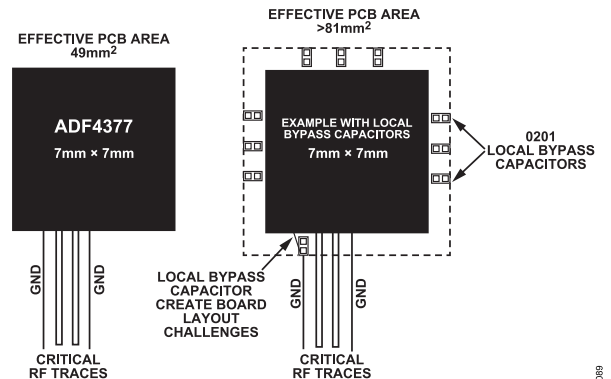 EFFECTIVE PCB AREA
49mm²
ADF4377
7mm × 7mm
GND
GND
CRITICAL
RF TRACES
EFFECTIVE PCB AREA
>81mm²
EXAMPLE WITH LOCAL
BYPASS CAPACITORS
7mm × 7mm
0201
LOCAL BYPASS
CAPACITORS
LOCAL BYPASS
CAPACITOR
CREATE BOARD
LAYOUT
CHALLENGES
GND
GND
CRITICAL
RF TRACES
089